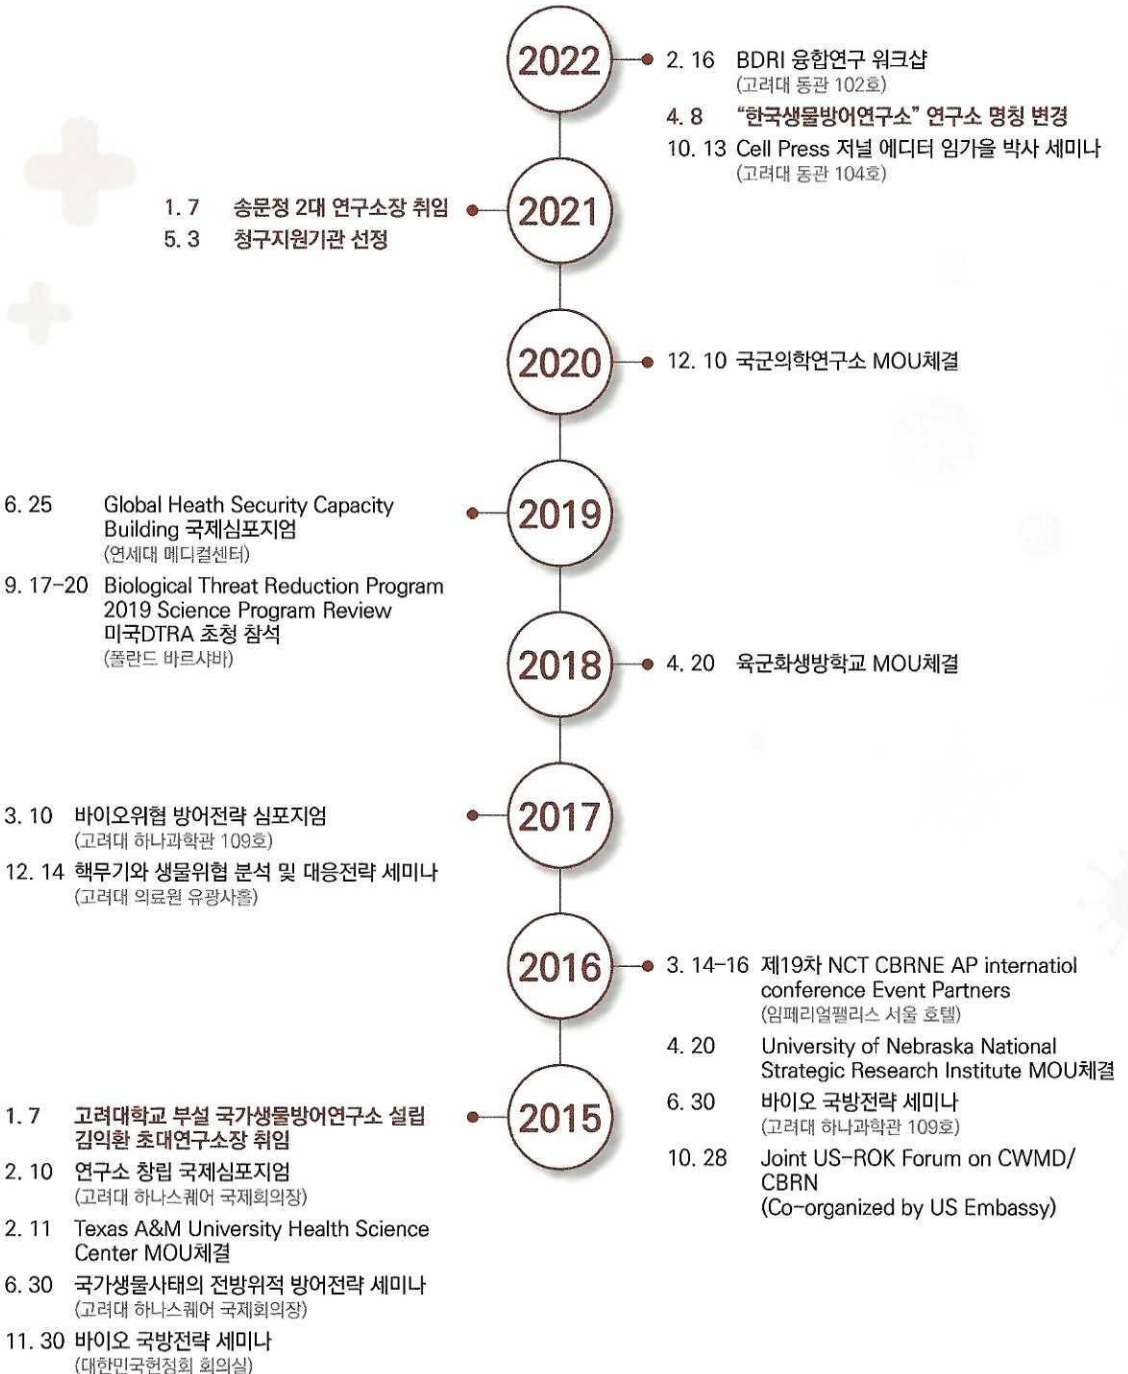 2022
2. 16 BDRI 융합연구 워크샵
(고려대 동관 102호)
4. 8 “한국생물방어연구소” 연구소 명칭 변경
10. 13 Cell Press 저널 에디터 임가을 박사 세미나
(고려대 동관 104호)
2021
1. 7 송문정 2대 연구소장 취임
5. 3 청구지원기관 선정
2020
12. 10 국군의학연구소 MOU체결
2019
6. 25 Global Heath Security Capacity
Building 국제심포지엄
(연세대 메디컬센터)
9. 17-20 Biological Threat Reduction Program
2019 Science Program Review
미국DTRA 초청 참석
(폴란드 바르샤바)
2018
4. 20 육군화생방학교 MOU체결
2017
3. 10 바이오위협 방어전략 심포지엄
(고려대 하나과학관 109호)
12. 14 핵무기와 생물위협 분석 및 대응전략 세미나
(고려대 의료원 유광사홀)
2016
3. 14-16 제19차 NCT CBRNE AP internatiol
conference Event Partners
(임페리얼팰리스 서울 호텔)
4. 20 University of Nebraska National
Strategic Research Institute MOU체결
6. 30 바이오 국방전략 세미나
(고려대 하나과학관 109호)
10. 28 Joint US-ROK Forum on CWMD/
CBRN
(Co-organized by US Embassy)
2015
1. 7 고려대학교 부설 국가생물방어연구소 설립
김익환 초대연구소장 취임
2. 10 연구소 창립 국제심포지엄
(고려대 하나스퀘어 국제회의장)
2. 11 Texas A&M University Health Science
Center MOU체결
6. 30 국가생물사태의 전방위적 방어전략 세미나
(고려대 하나스퀘어 국제회의장)
11. 30 바이오 국방전략 세미나
(대한민국헌정회 회의실)